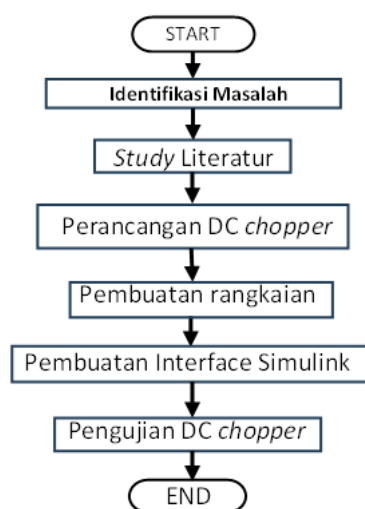 START
Identifikasi Masalah
Study Literatur
Perancangan DC chopper
Pembuatan rangkaian
Pembuatan Interface Simulink
Pengujian DC chopper
END